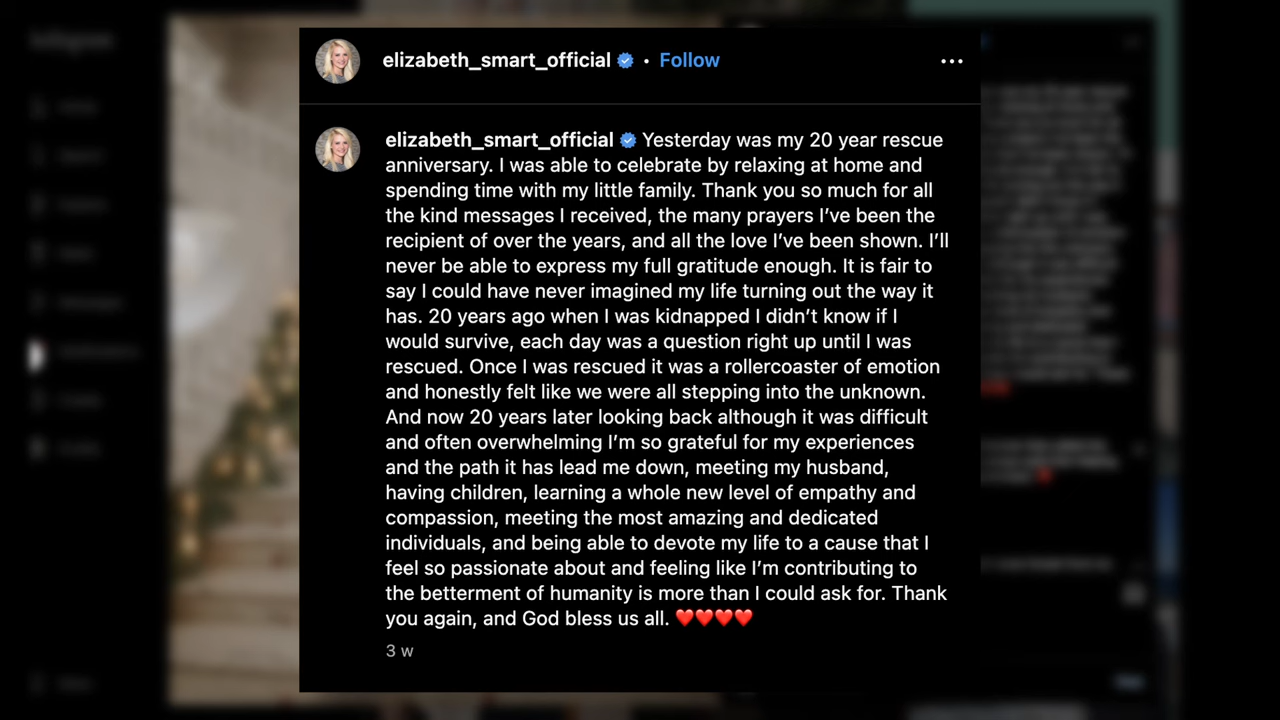 elizabeth_smart_official • Follow
elizabeth_smart_official Yesterday was my 20 year rescue
anniversary. I was able to celebrate by relaxing at home and
spending time with my little family. Thank you so much for all
the kind messages I received, the many prayers I’ve been the
recipient of over the years, and all the love I’ve been shown. I’ll
never be able to express my full gratitude enough. It is fair to
say I could have never imagined my life turning out the way it
has. 20 years ago when I was kidnapped I didn’t know if I
would survive, each day was a question right up until I was
rescued. Once I was rescued it was a rollercoaster of emotion
and honestly felt like we were all stepping into the unknown.
And now 20 years later looking back although it was difficult
and often overwhelming I’m so grateful for my experiences
and the path it has lead me down, meeting my husband,
having children, learning a whole new level of empathy and
compassion, meeting the most amazing and dedicated
individuals, and being able to devote my life to a cause that I
feel so passionate about and feeling like I’m contributing to
the betterment of humanity is more than I could ask for. Thank
you again, and God bless us all. ❤️❤️❤️❤️
3 w